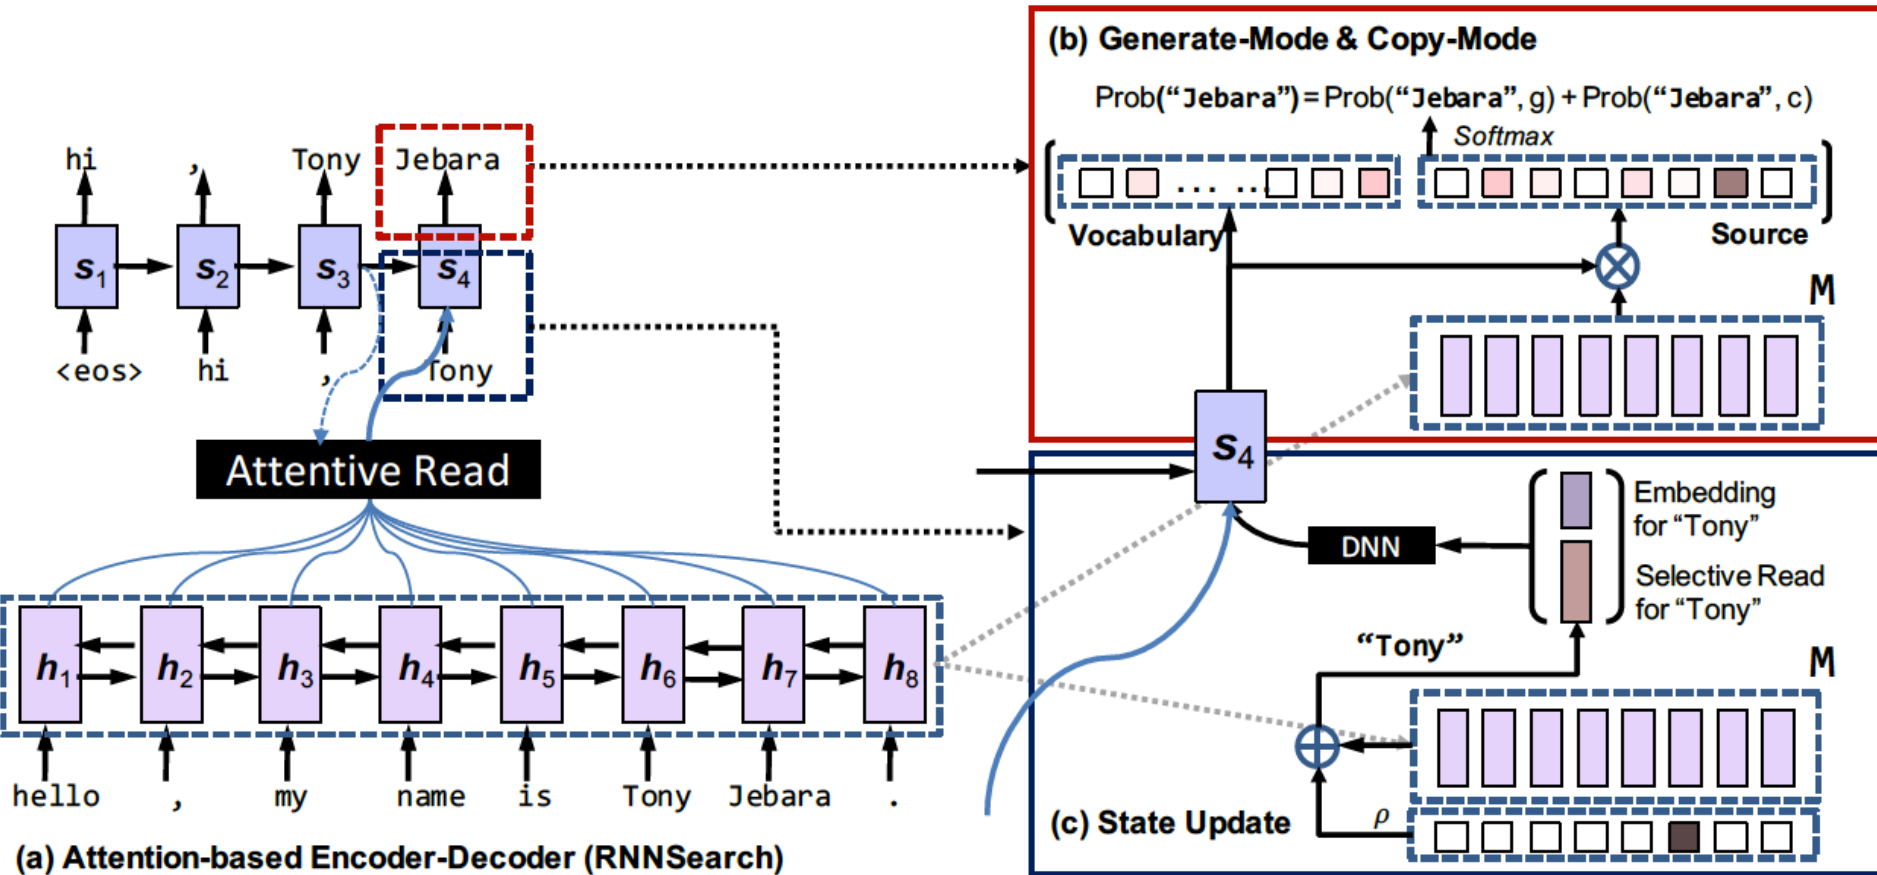 (b) Generate-Mode & Copy-Mode
Prob(“Jebara”) = Prob(“Jebara”, g) + Prob(“Jebara”, c)
Softmax
... ...
Vocabulary
Source
M
hi , Tony Jebara
s1 s2 s3 s4
<eos> hi , Tony
Attentive Read
h1 h2 h3 h4 h5 h6 h7 h8
hello , my name is Tony Jebara .
(a) Attention-based Encoder-Decoder (RNNSearch)
s4
Embedding
for “Tony”
DNN
Selective Read
for “Tony”
“Tony”
M
ρ
(c) State Update